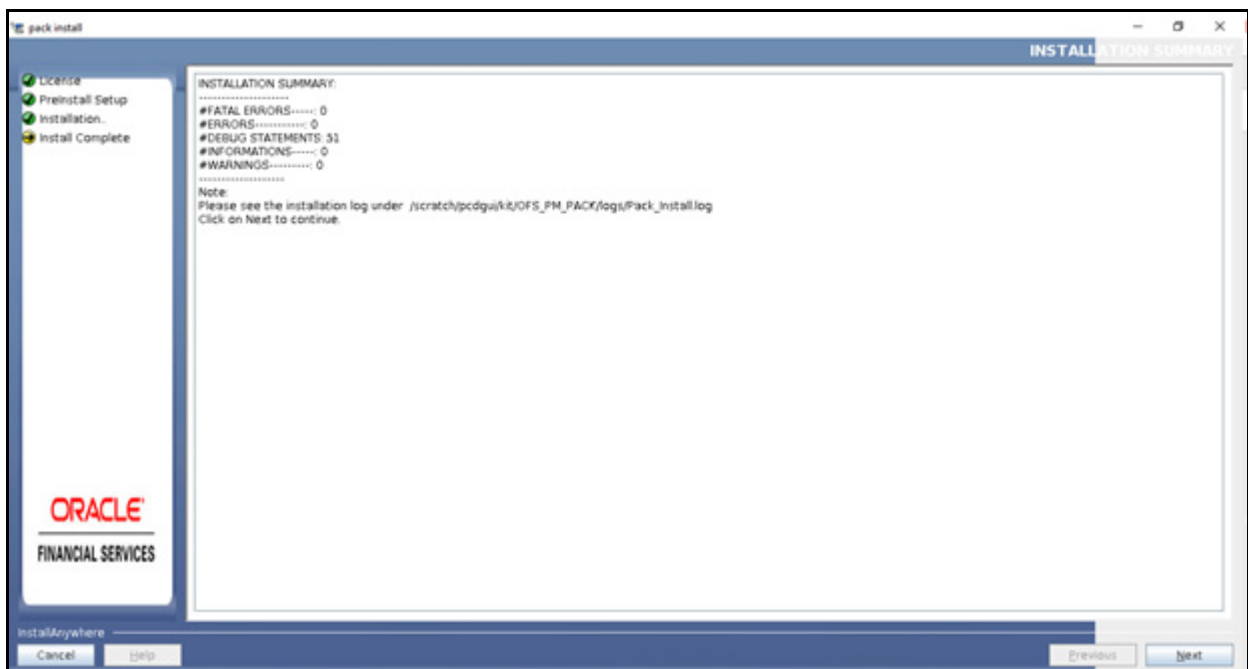 pack install
INSTALLATION SUMMARY
License
PreInstall Setup
Installation..
Install Complete
INSTALLATION SUMMARY:
---------------------
#FATAL ERRORS-----: 0
#ERRORS------------: 0
#DEBUG STATEMENTS: 51
#INFORMATIONS-----: 0
#WARNINGS---------: 0
--------------------
Note:
Please see the installation log under /scratch/pcdgui/kit/OFS_PM_PACK/logs/Pack_Install.log
Click on Next to continue.
ORACLE'
FINANCIAL SERVICES
InstallAnywhere
Cancel
Help
Previous
Next